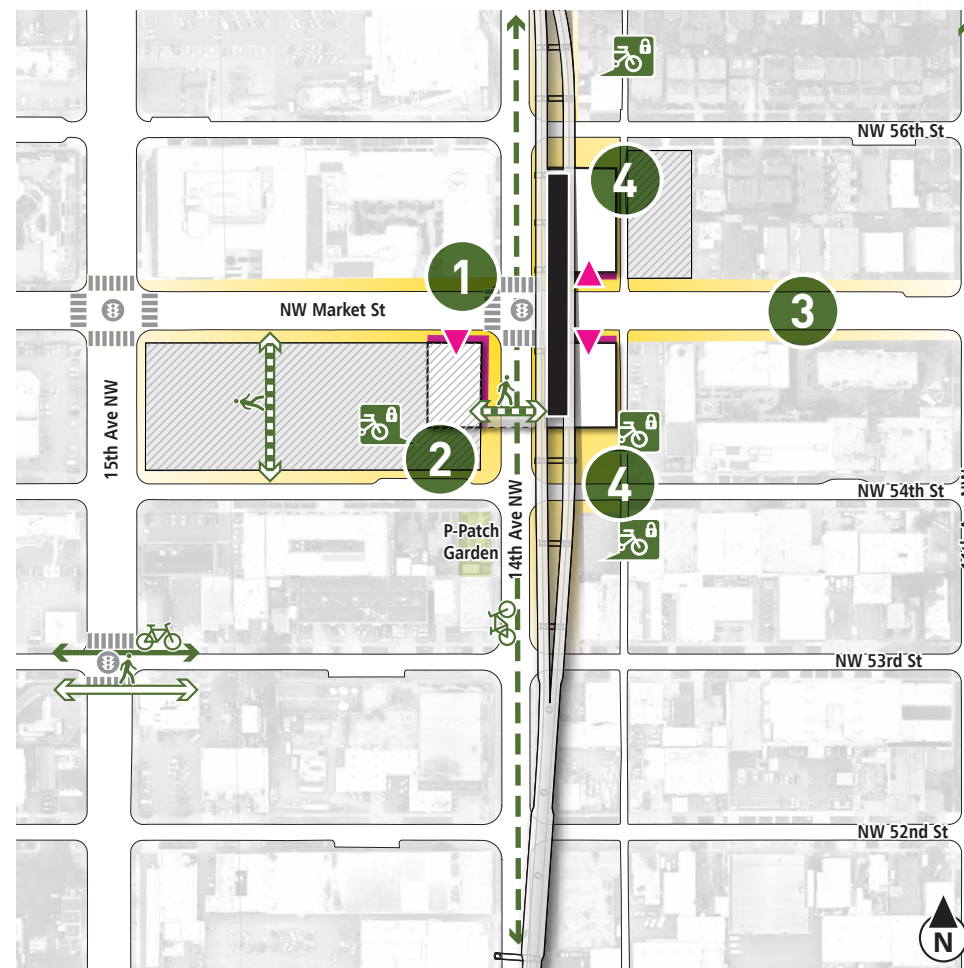 NW 56th St
4
1
NW Market St
3
15th Ave NW
2
4
NW 54th St
14th Ave NW
P-Patch
Garden
NW 53rd St
NW 52nd St
N